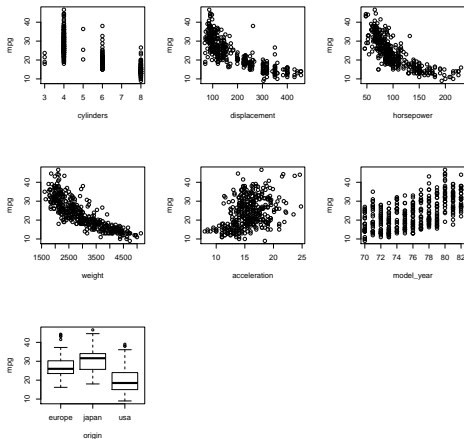 mpg
10 20 30 40
3 4 5 6 7 8
cylinders
mpg
10 20 30 40
100 200 300 400
displacement
mpg
10 20 30 40
50 100 150 200
horsepower
mpg
10 20 30 40
1500 2500 3500 4500
weight
mpg
10 20 30 40
10 15 20 25
acceleration
mpg
10 20 30 40
70 72 74 76 78 80 82
model_year
mpg
10 20 30 40
europe japan usa
origin